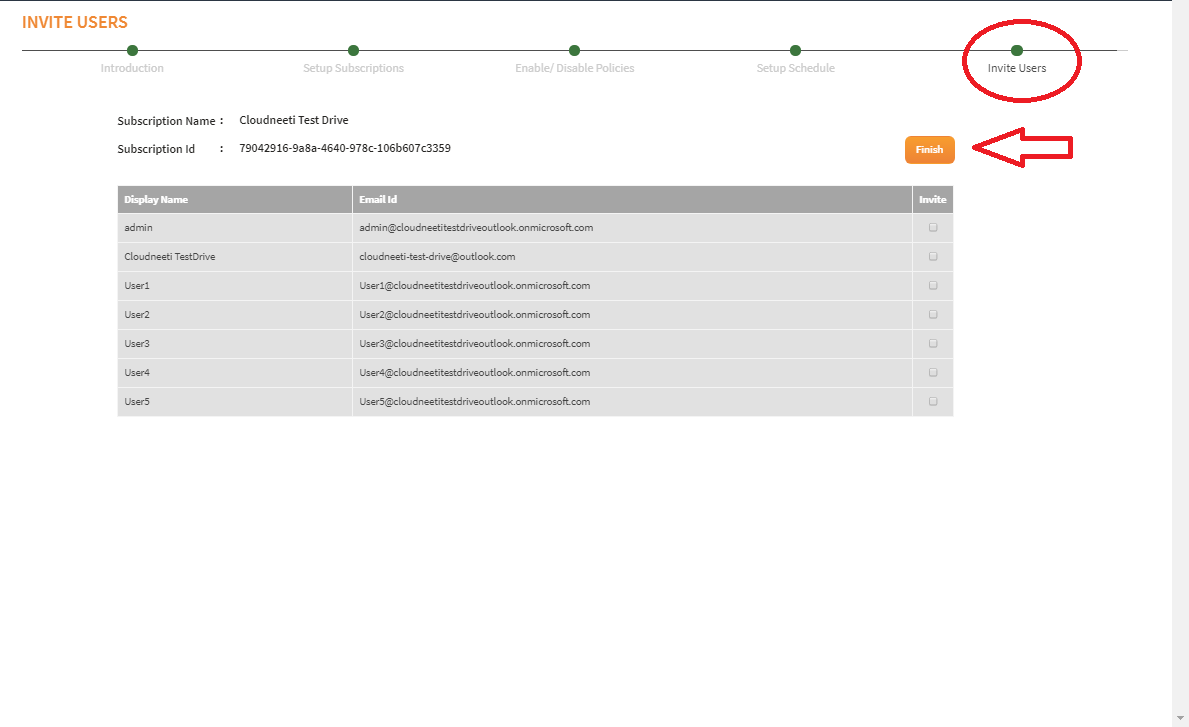 INVITE USERS
Introduction Setup Subscriptions Enable/ Disable Policies Setup Schedule Invite Users
Subscription Name : Cloudneeti Test Drive
Subscription Id : 79042916-9a8a-4640-978c-106b607c3359
Finish
Display Name Email Id Invite
admin admin@cloudneetitestdriveoutlook.onmicrosoft.com
Cloudneeti TestDrive cloudneeti-test-drive@outlook.com
User1 User1@cloudneetitestdriveoutlook.onmicrosoft.com
User2 User2@cloudneetitestdriveoutlook.onmicrosoft.com
User3 User3@cloudneetitestdriveoutlook.onmicrosoft.com
User4 User4@cloudneetitestdriveoutlook.onmicrosoft.com
User5 User5@cloudneetitestdriveoutlook.onmicrosoft.com